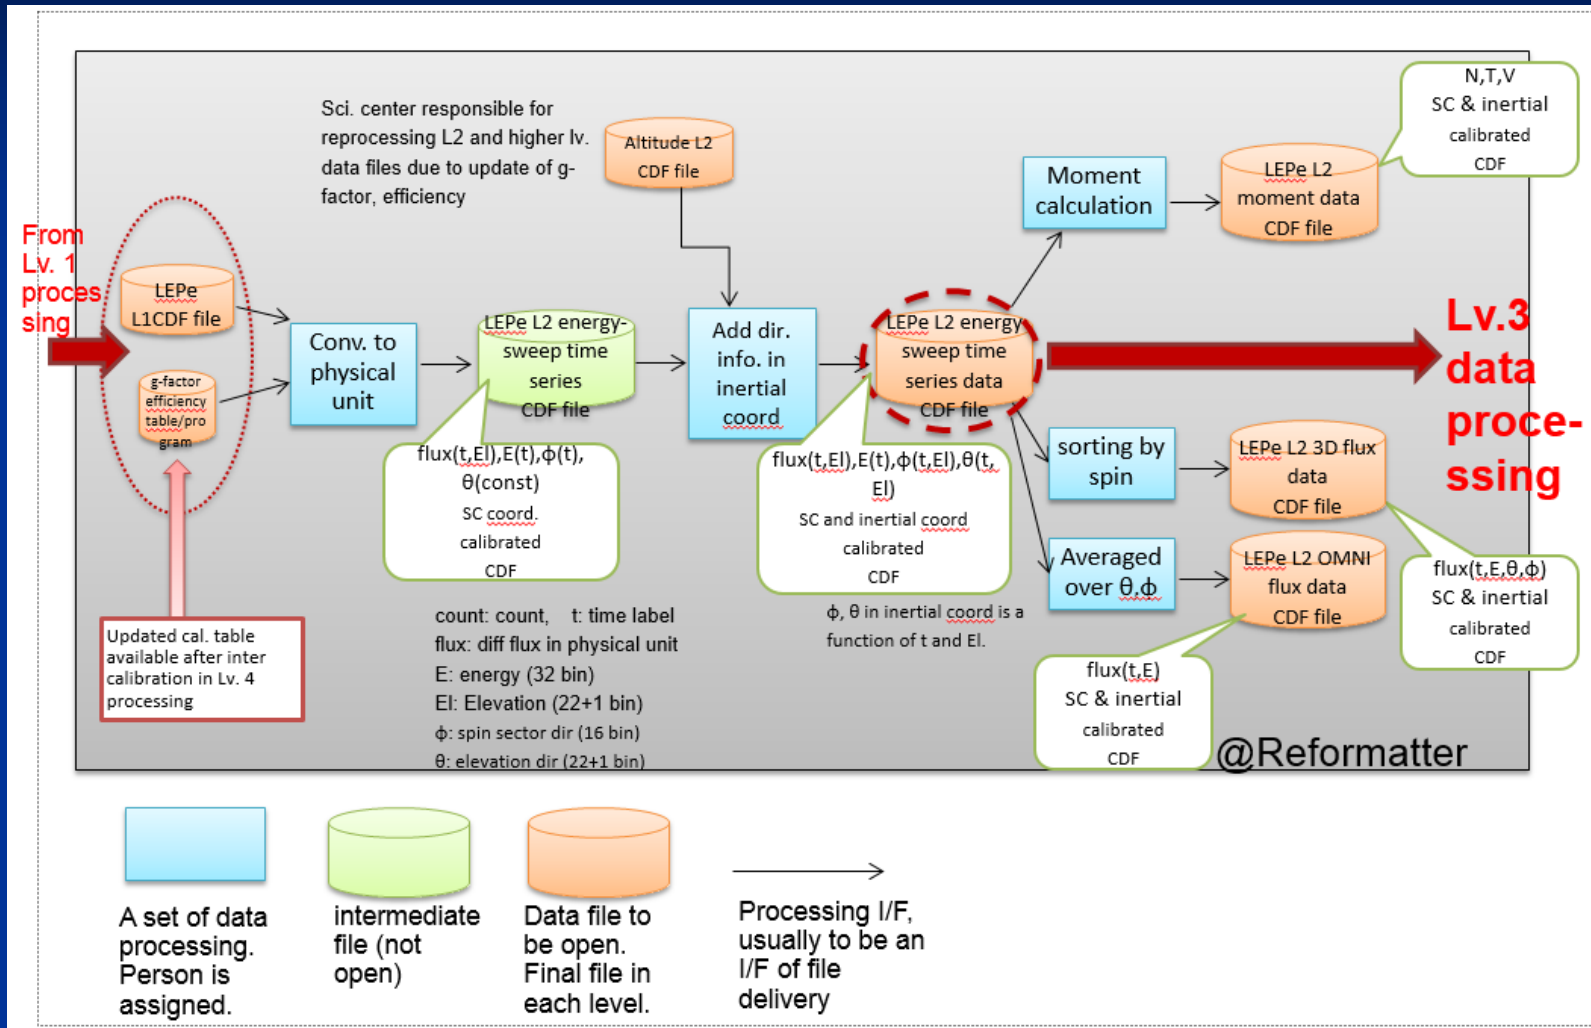 Sci. center responsible for
reprocessing L2 and higher lv.
data files due to update of g-
factor, efficiency
Altitude L2
CDF file
N,T,V
SC & inertial
calibrated
CDF
Moment
calculation
LEPe L2
moment data
CDF file
From
Lv. 1
proces
sing
LEPe
L1CDF file
g-factor
efficiency
table/pro
gram
Conv. to
physical
unit
LEPe L2 energy-
sweep time
series
CDF file
Add dir.
info. in
inertial
coord
LEPe L2 energy
sweep time
series data
CDF file
Lv.3
data
proce-
ssing
flux(t,El),E(t),ϕ(t),
θ(const)
SC coord.
calibrated
CDF
flux(t,El),E(t),ϕ(t,El),θ(t,
El)
SC and inertial coord
calibrated
CDF
sorting by
spin
LEPe L2 3D flux
data
CDF file
Averaged
over θ,ϕ
LEPe L2 OMNI
flux data
CDF file
flux(t,E,θ,ϕ)
SC & inertial
calibrated
CDF
ϕ, θ in inertial coord is a
function of t and El.
flux(t,E)
SC & inertial
calibrated
CDF
Updated cal. table
available after inter
calibration in Lv. 4
processing
count: count, t: time label
flux: diff flux in physical unit
E: energy (32 bin)
El: Elevation (22+1 bin)
ϕ: spin sector dir (16 bin)
θ: elevation dir (22+1 bin)
@Reformatter
A set of data
processing.
Person is
assigned.
intermediate
file (not
open)
Data file to
be open.
Final file in
each level.
Processing I/F,
usually to be an
I/F of file
delivery